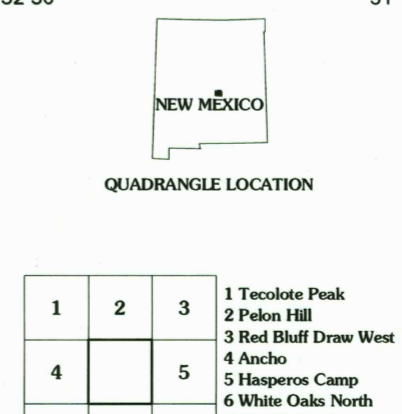 NEW MEXICO
QUADRANGLE LOCATION
1 2 3
4 5
1 Tecolote Peak
2 Pelon Hill
3 Red Bluff Draw West
4 Ancho
5 Hasperos Camp
6 White Oaks North